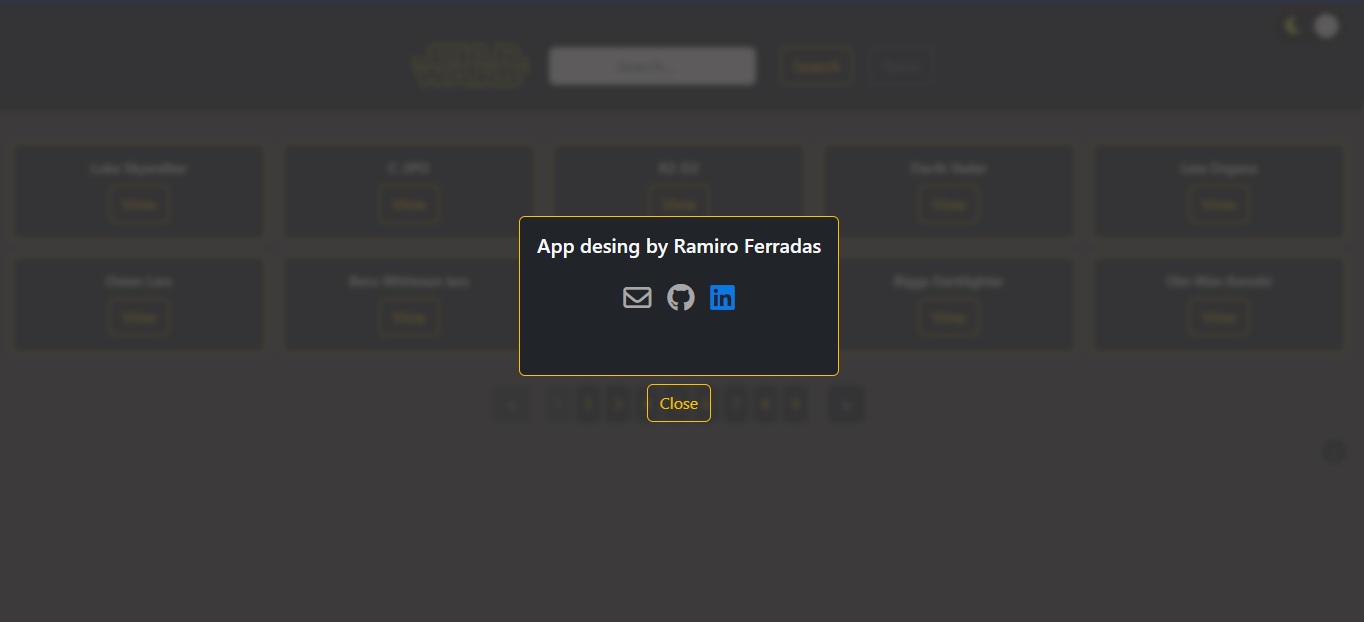 Search...
Search
Luke Skywalker
C-3PO
R2-D2
Darth Vader
Leia Organa
View
View
View
View
View
App desing by Ramiro Ferradas
Owen Lars
Beru Whitesun lars
Biggs Darklighter
Obi-Wan Kenobi
View
View
View
View
Close